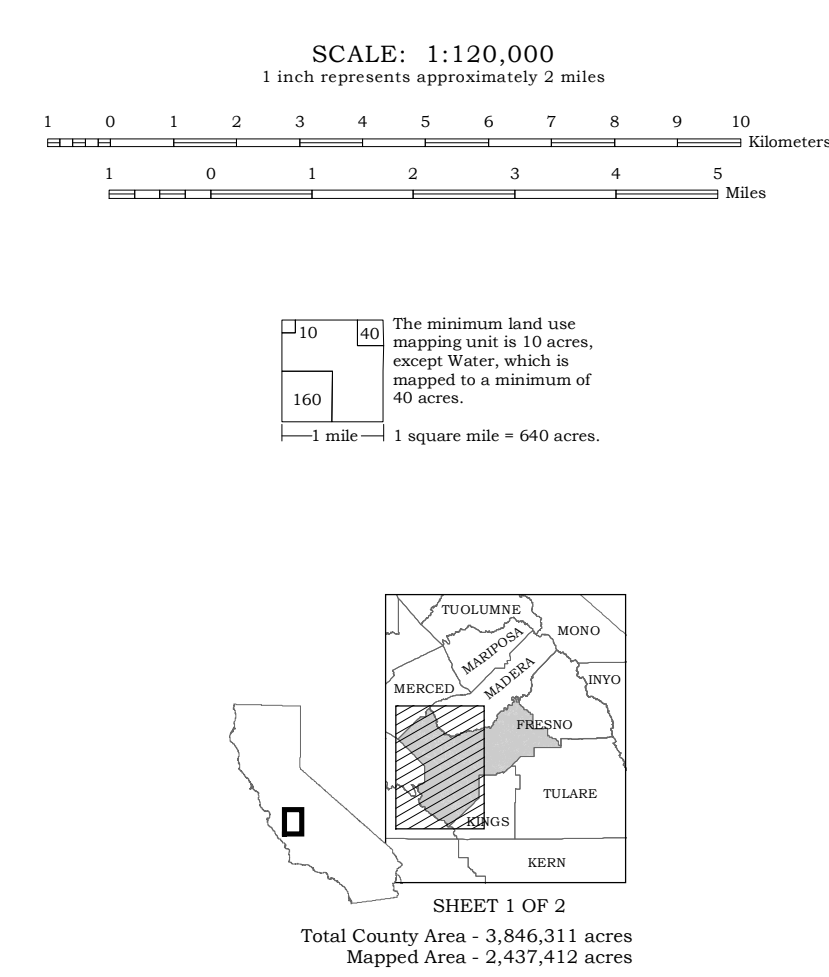 SCALE: 1:120,000
1 inch represents approximately 2 miles
1 0 1 2 3 4 5 6 7 8 9 10
Kilometers
1 0 1 2 3 4 5
Miles
10 40
160
1 mile
The minimum land use
mapping unit is 10 acres,
except Water, which is
mapped to a minimum of
40 acres.
1 square mile = 640 acres.
TUOLUMNE
MONO
MARIPOSA
MADERA
INYO
MERCED
FRESNO
TULARE
KINGS
KERN
SHEET 1 OF 2
Total County Area - 3,846,311 acres
Mapped Area - 2,437,412 acres